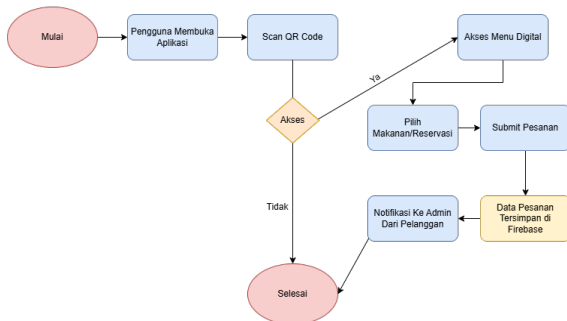 Mulai
Pengguna Membuka
Aplikasi
Scan QR Code
Akses Menu Digital
Ya
Akses
Pilih
Makanan/Reservasi
Submit Pesanan
Tidak
Notifikasi Ke Admin
Dari Pelanggan
Data Pesanan
Tersimpan di
Firebase
Selesai